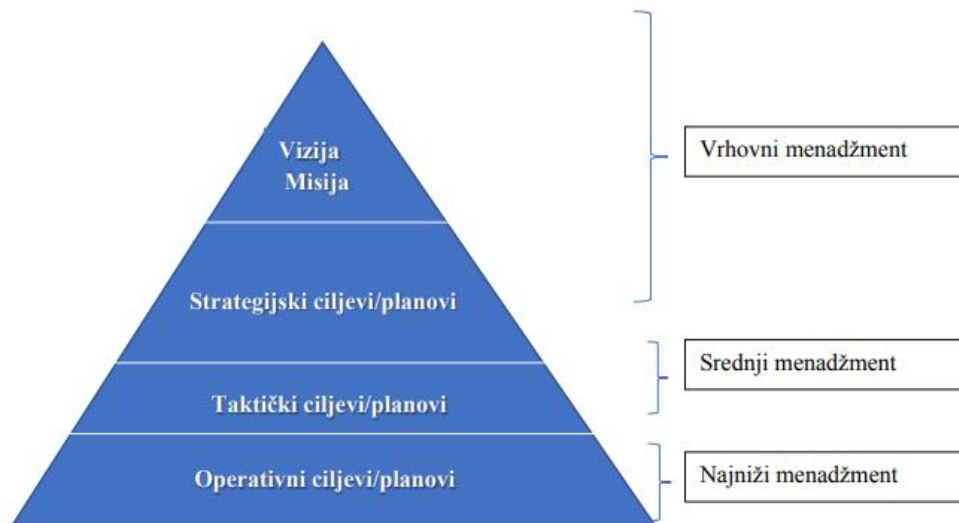 Vizija
Misija
Vrhovni menadžment
Strategijski ciljevi/planovi
Srednji menadžment
Taktički ciljevi/planovi
Operativni ciljevi/planovi
Najniži menadžment